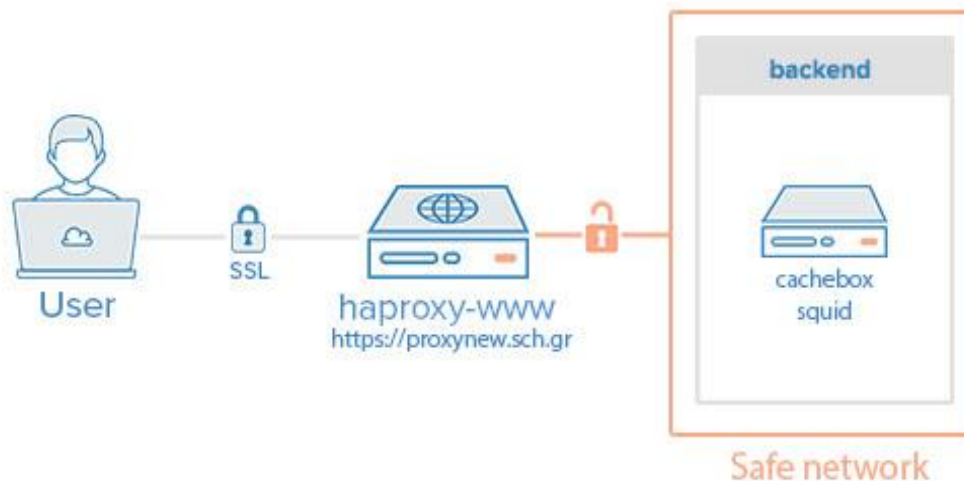 backend
SSL
User
haproxy-www
https://proxynew.sch.gr
cachebox
squid
Safe network